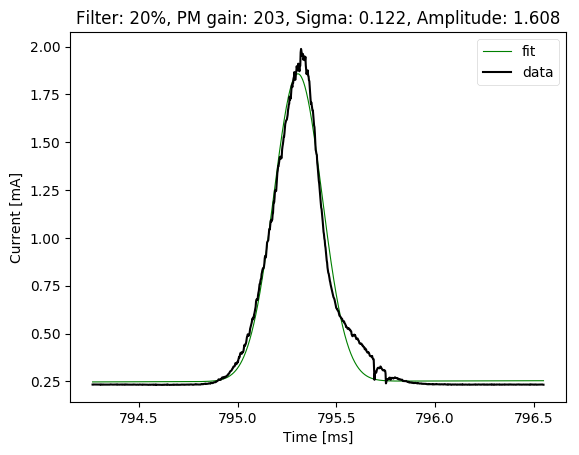 Filter: 20%, PM gain: 203, Sigma: 0.122, Amplitude: 1.608
fit
data
Current [mA]
2.00
1.75
1.50
1.25
1.00
0.75
0.50
0.25
794.5 795.0 795.5 796.0 796.5
Time [ms]